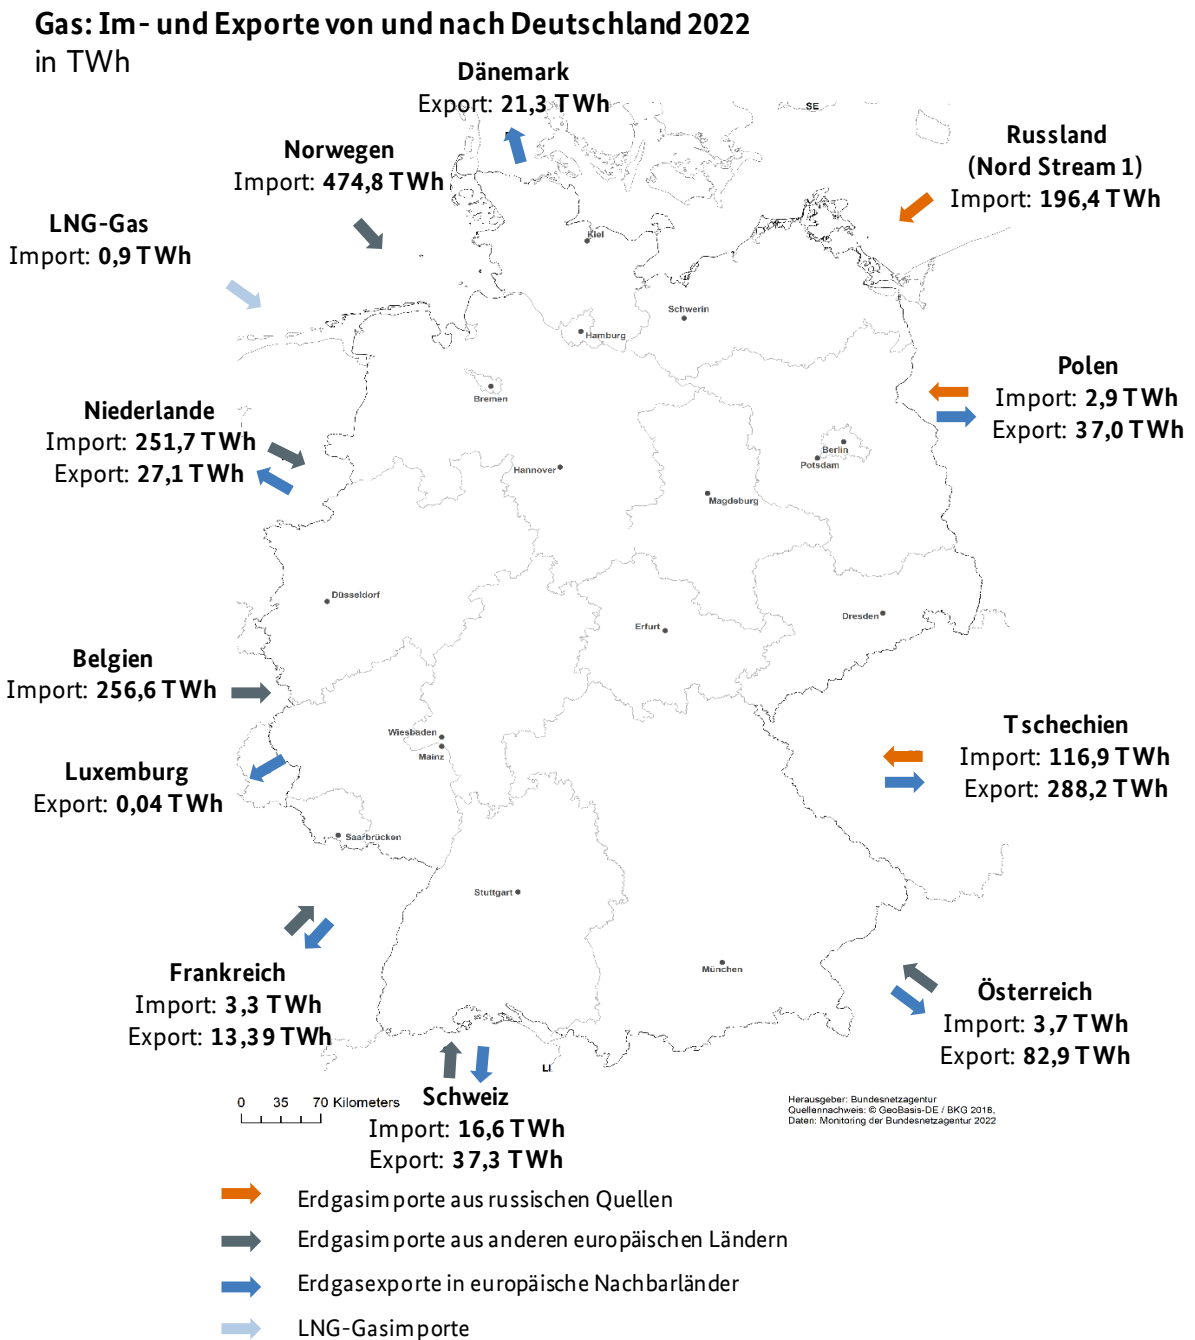 Gas: Im- und Exporte von und nach Deutschland 2022
in TWh
Dänemark
Export: 21,3 TWh
SE
Norwegen
Import: 474,8 TWh
Russland
(Nord Stream 1)
Import: 196,4 TWh
LNG-Gas
Import: 0,9 TWh
Kiel
Schwerin
Hamburg
Bremen
Polen
Import: 2,9 TWh
Export: 37,0 TWh
Niederlande
Import: 251,7 TWh
Export: 27,1 TWh
Berlin
Potsdam
Hannover
Magdeburg
Düsseldorf
Dresden
Erfurt
Belgien
Import: 256,6 TWh
Wiesbaden
Mainz
Tschechien
Import: 116,9 TWh
Export: 288,2 TWh
Luxemburg
Export: 0,04 TWh
Saarbrücken
Stuttgart
München
Frankreich
Import: 3,3 TWh
Export: 13,39 TWh
Österreich
Import: 3,7 TWh
Export: 82,9 TWh
LI
0 35 70 Kilometers
Schweiz
Import: 16,6 TWh
Export: 37,3 TWh
Herausgeber: Bundesnetzagentur
Quellennachweis: © GeoBasis-DE / BKG 2018,
Daten: Monitoring der Bundesnetzagentur 2022
Erdgasimporte aus russischen Quellen
Erdgasimporte aus anderen europäischen Ländern
Erdgasexporte in europäische Nachbarländer
LNG-Gasimporte